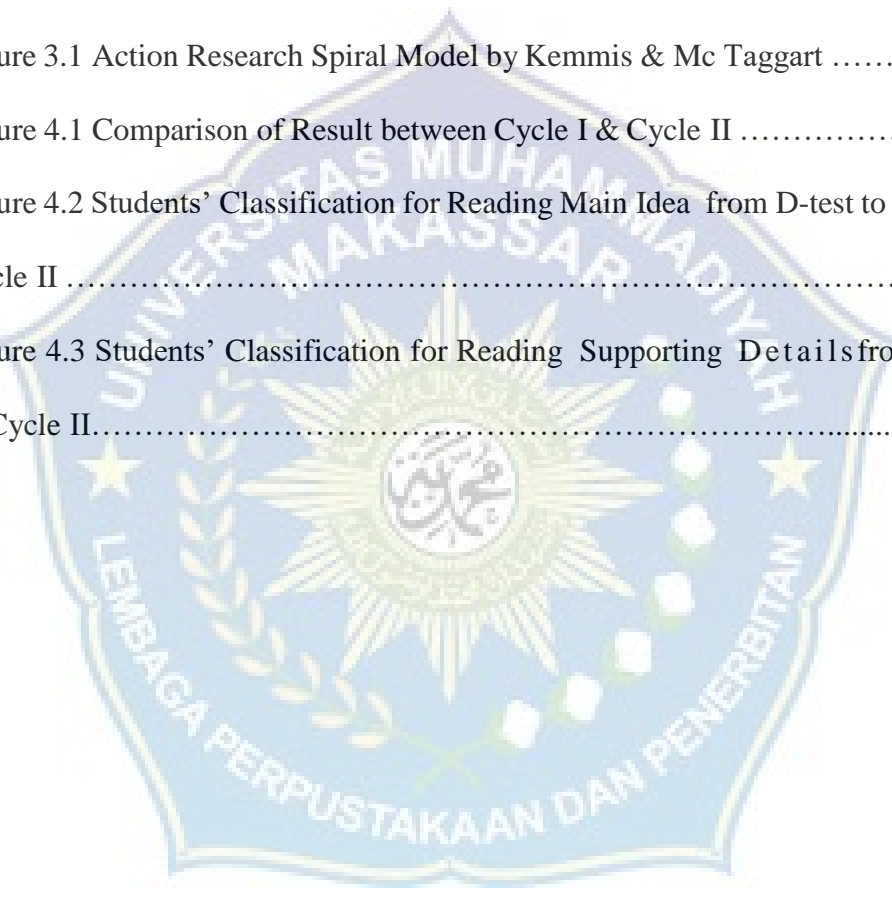 ure 3.1 Action Research Spiral Model by Kemmis & Mc Taggart ……
ure 4.1 Comparison of Result between Cycle I & Cycle II ……………….
ure 4.2 Students’ Classification for Reading Main Idea from D-test to
cle II ………………………………………………………………………….
ure 4.3 Students’ Classification for Reading Supporting Details fro
Cycle II……………………………………………………………........
UNIVERSITAS MUHAMMADIYAH
MAKASSAR
LEMBAGA PERPUSTAKAAN DAN PENERBITAN